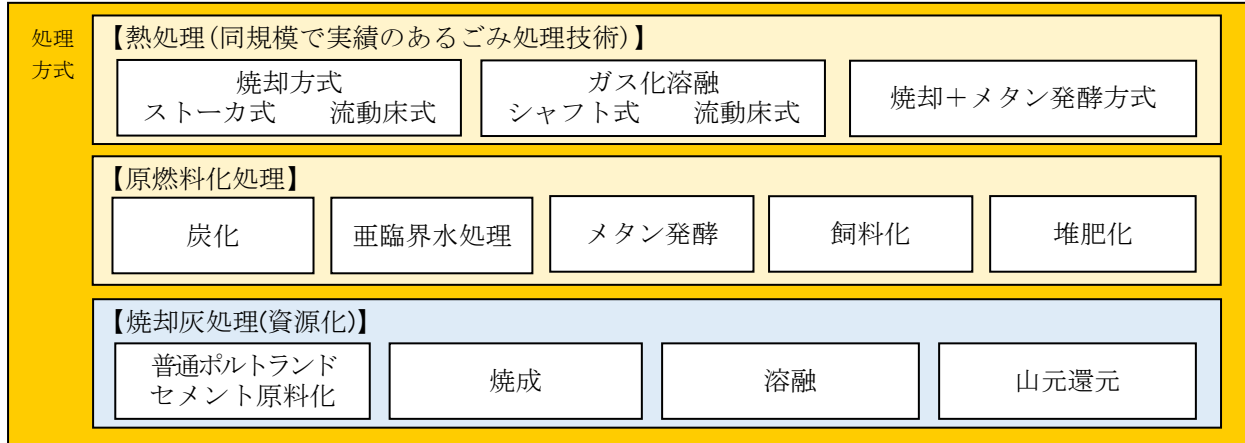 処理
方式
【熱処理(同規模で実績のあるごみ処理技術)】
焼却方式
ストーカ式 流動床式
ガス化溶融
シャフト式 流動床式
焼却＋メタン発酵方式
【原燃料化処理】
炭化
亜臨界水処理
メタン発酵
飼料化
堆肥化
【焼却灰処理(資源化)】
普通ポルトランド
セメント原料化
焼成
溶融
山元還元